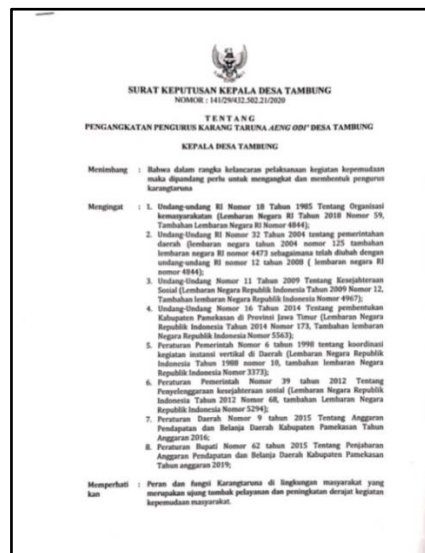 SURAT KEPUTUSAN KEPALA DESA TAMBUNG
NOMOR : 141/29/432.502.21/2020
TENTANG
PENGANGKATAN PENGURUS KARANG TARUNA AENG ODI' DESA TAMBUNG
KEPALA DESA TAMBUNG
Menimbang : Bahwa dalam rangka kelancaran pelaksanaan kegiatan kepemudaan
maka dipandang perlu untuk mengangkat dan membentuk pengurus
karangtaruna
Mengingat : 1. Undang-undang RI Nomor 18 Tahun 1985 Tentang Organisasi
kemasyarakatan (Lembaran Negara RI Tahun 2018 Nomor 59,
Tambahan Lembaran Negara RI Nomor 4844);
2. Undang-Undang RI Nomor 32 Tahun 2004 tentang pemerintahan
daerah (lembaran negara tahun 2004 nomor 125 tambahan
lembaran negara RI nomor 4473 sebagaimana telah diubah dengan
undang-undang RI nomor 12 tahun 2008 ( lembaran negara RI
nomor 4844);
3. Undang-Undang Nomor 11 Tahun 2009 Tentang Kesejahteraan
Sosial (Lembaran Negara Republik Indonesia Tahun 2009 Nomor 12,
Tambahan lembaran Negara Republik Indonesia Nomor 4967);
4. Undang-Undang Nomor 16 Tahun 2014 Tentang pembentukan
Kabupaten Pamekasan di Provinsi Jawa Timur (Lembaran Negara
Republik Indonesia Tahun 2014 Nomor 173, Tambahan lembaran
Negara Republik Indonesia Nomor 5563);
5. Peraturan Pemerintah Nomor 6 tahun 1998 tentang koordinasi
kegiatan instansi vertikal di Daerah (Lembaran Negara Republik
Indonesia Tahun 1988 nomor 10, tambahan lembaran Negara
Republik Indonesia Nomor 3373);
6. Peraturan Pemerintah Nomor 39 tahun 2012 Tentang
Penyelenggaraan kesejahteraan sosial (Lembaran Negara Republik
Indonesia Tahun 2012 Nomor 68, tambahan Lembaran Negara
Republik Indonesia Nomor 5294);
7. Peraturan Daerah Nomor 9 tahun 2015 Tentang Anggaran
Pendapatan dan Belanja Daerah Kabupaten Pamekasan Tahun
Anggaran 2016;
8. Peraturan Bupati Nomor 62 tahun 2015 Tentang Penjabaran
Anggaran Pendapatan dan Belanja Daerah Kabupaten Pamekasan
Tahun anggaran 2019;
Memperhati : Peran dan fungsi Karangtaruna di lingkungan masyarakat yang
kan merupakan ujung tombak pelayanan dan peningkatan derajat kegiatan
kepemudaan masyarakat.